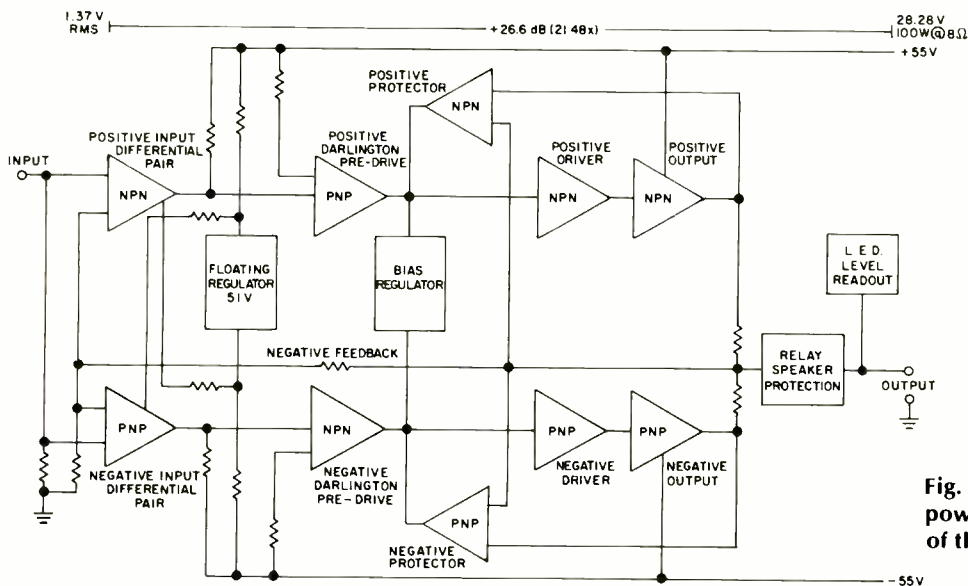 1.37V
RMS
+26.6 dB (21.48x)
28.28V
100W@8Ω
+55V
POSITIVE
PROTECTOR
NPN
POSITIVE INPUT
DIFFERENTIAL
PAIR
POSITIVE
DARLINGTON
PRE-DRIVE
POSITIVE
DRIVER
POSITIVE
OUTPUT
INPUT
NPN
PNP
NPN
NPN
FLOATING
REGULATOR
51V
BIAS
REGULATOR
L.E.D.
LEVEL
READOUT
NEGATIVE FEEDBACK
RELAY
SPEAKER
PROTECTION
OUTPUT
PNP
NPN
PNP
PNP
NEGATIVE INPUT
DIFFERENTIAL
PAIR
NEGATIVE
DARLINGTON
PRE-DRIVE
NEGATIVE
DRIVER
NEGATIVE
OUTPUT
PNP
NEGATIVE
PROTECTOR
-55V
Fig.
pow
of th